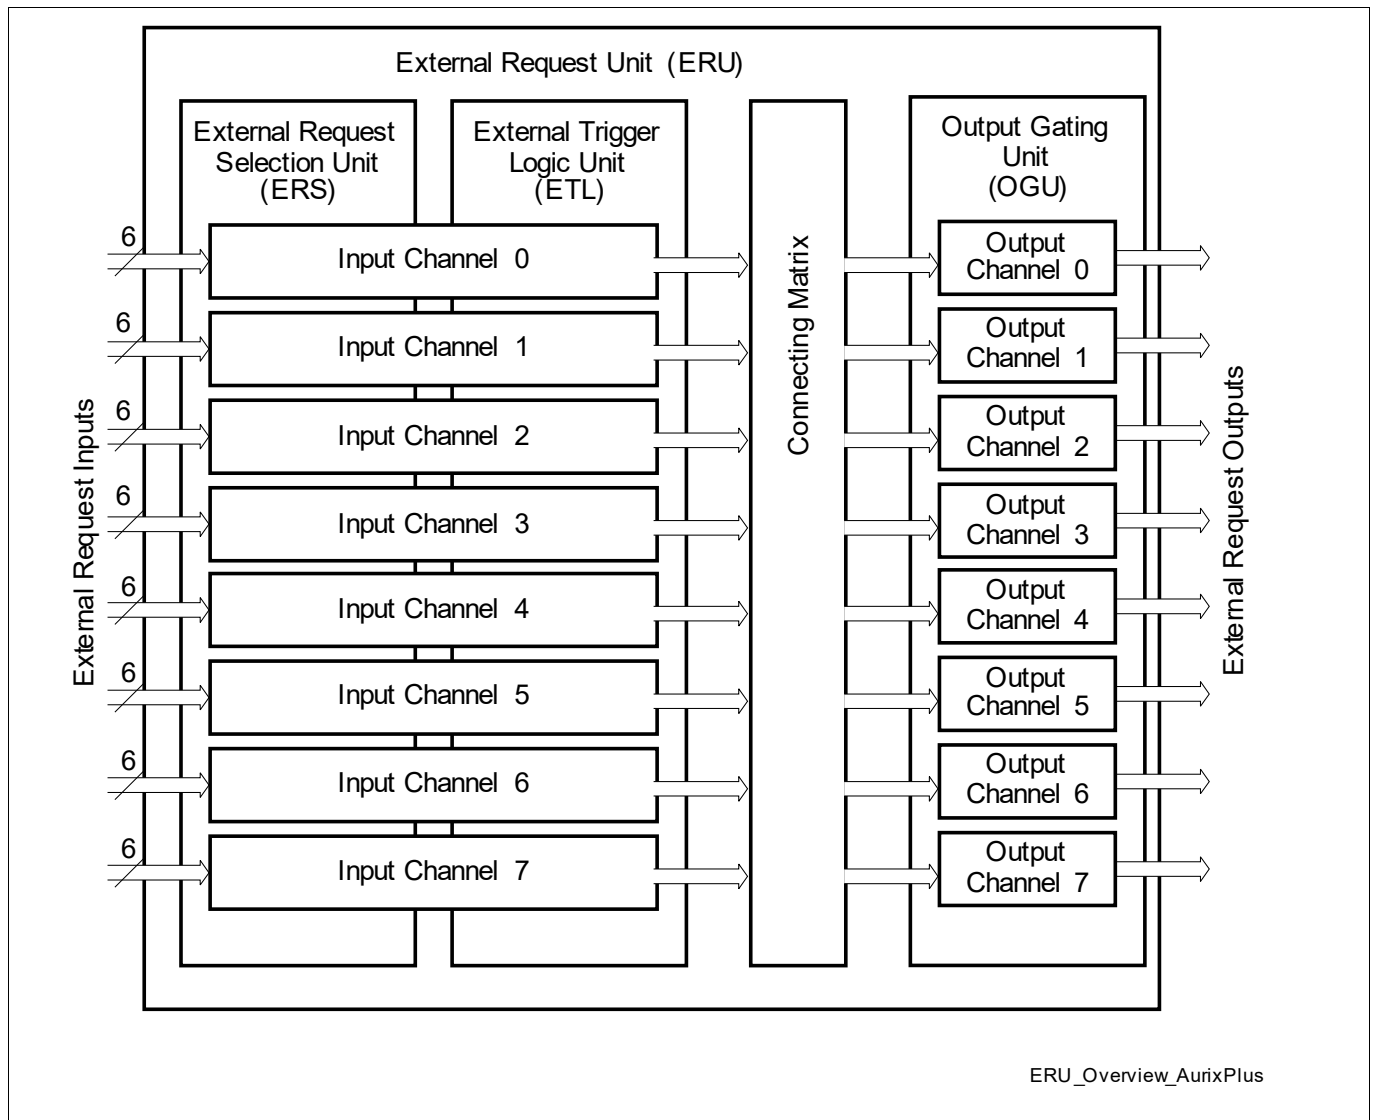 External Request Unit (ERU)
External Request
Selection Unit
(ERS)
External Trigger
Logic Unit
(ETL)
Output Gating
Unit
(OGU)
External Request Inputs
6
6
6
6
6
6
6
6
Input Channel 0
Input Channel 1
Input Channel 2
Input Channel 3
Input Channel 4
Input Channel 5
Input Channel 6
Input Channel 7
Connecting Matrix
Output
Channel 0
Output
Channel 1
Output
Channel 2
Output
Channel 3
Output
Channel 4
Output
Channel 5
Output
Channel 6
Output
Channel 7
External Request Outputs
ERU_Overview_AurixPlus